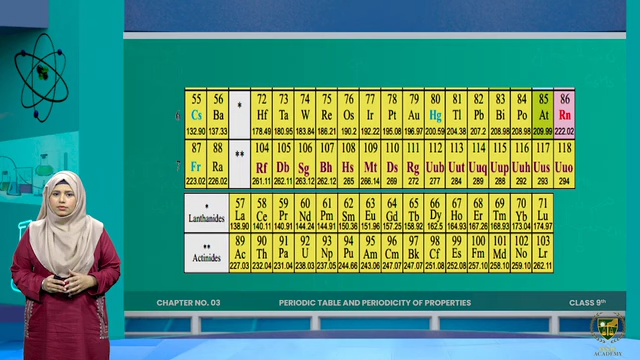 55 56 * 72 73 74 75 76 77 78 79 80 81 82 83 84 85 86
6 Cs Ba Hf Ta W Re Os Ir Pt Au Hg Tl Pb Bi Po At Rn
132.90 137.33 178.49 180.95 183.84 186.21 190.2 192.22 195.08 196.97 200.59 204.38 207.2 208.98 208.98 209.99 222.02
87 88 ** 104 105 106 107 108 109 110 111 112 113 114 115 116 117 118
7 Fr Ra Rf Db Sg Bh Hs Mt Ds Rg Uub Uut Uuq Uup Uuh Uus Uuo
223.02 226.02 261.11 262.11 263.12 262.12 265 266.14 269 272 277 284 289 288 292 293 294
* 57 58 59 60 61 62 63 64 65 66 67 68 69 70 71
Lanthanides La Ce Pr Nd Pm Sm Eu Gd Tb Dy Ho Er Tm Yb Lu
138.90 140.11 140.91 144.24 144.91 150.36 151.96 157.25 158.92 162.5 164.93 167.26 168.93 173.04 174.97
** 89 90 91 92 93 94 95 96 97 98 99 100 101 102 103
Actinides Ac Th Pa U Np Pu Am Cm Bk Cf Es Fm Md No Lr
227.03 232.04 231.04 238.03 237.05 244.66 243.06 247.07 247.07 251.08 252.08 257.10 258.10 259.10 262.11
CHAPTER NO. 03 PERIODIC TABLE AND PERIODICITY OF PROPERTIES CLASS 9th
ACADEMY